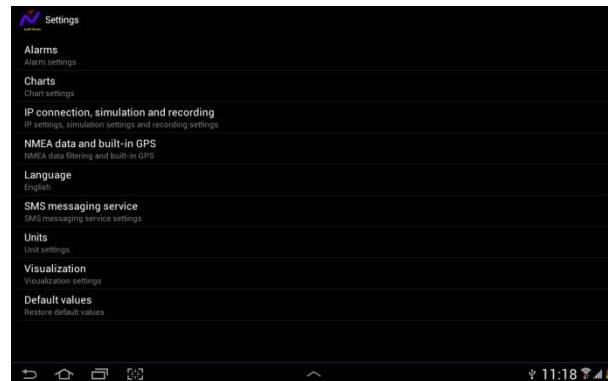 Settings
Alarms
Alarm settings
Charts
Chart settings
IP connection, simulation and recording
IP settings, simulation settings and recording settings
NMEA data and built-in GPS
NMEA data filtering and built-in GPS
Language
English
SMS messaging service
SMS messaging service settings
Units
Unit settings
Visualization
Visualization settings
Default values
Restore default values
11:18